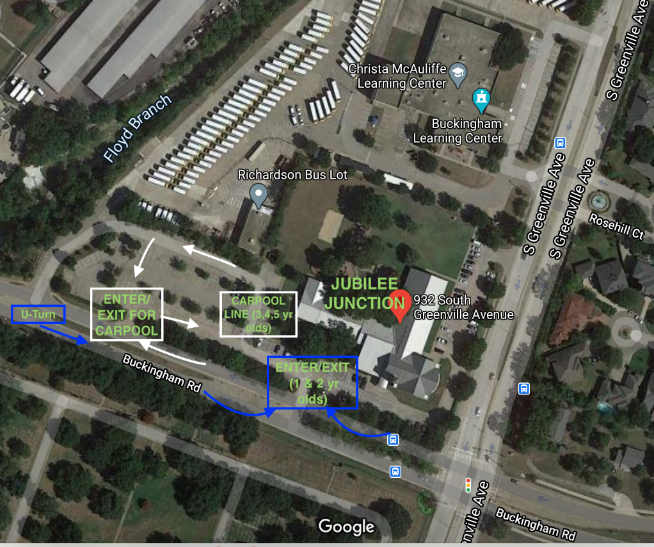 S Greenville Ave
Christa McAuliffe
Learning Center
Buckingham
Learning Center
Floyd Branch
Richardson Bus Lot
S Greenville Ave
S Greenville Ave
Rosehill Ct
JUBILEE
JUNCTION
932 South
Greenville Avenue
ENTER/
EXIT FOR
CARPOOL
CARPOOL
LINE (3,4,5 yr
olds)
U-Turn
Buckingham Rd
ENTER/EXIT
(1 & 2 yr
olds)
Google
enville Ave
Buckingham Rd